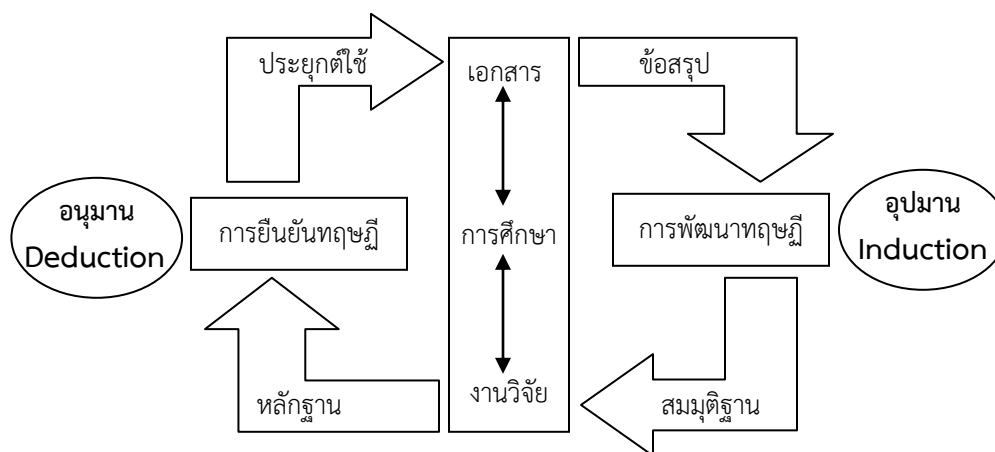 ประยุกต์ใช้
เอกสาร
ข้อสรุป
อนุมาน
Deduction
การยืนยันทฤษฏี
การศึกษา
การพัฒนาทฤษฏี
อุปมาน
Induction
หลักฐาน
งานวิจัย
สมมุติฐาน